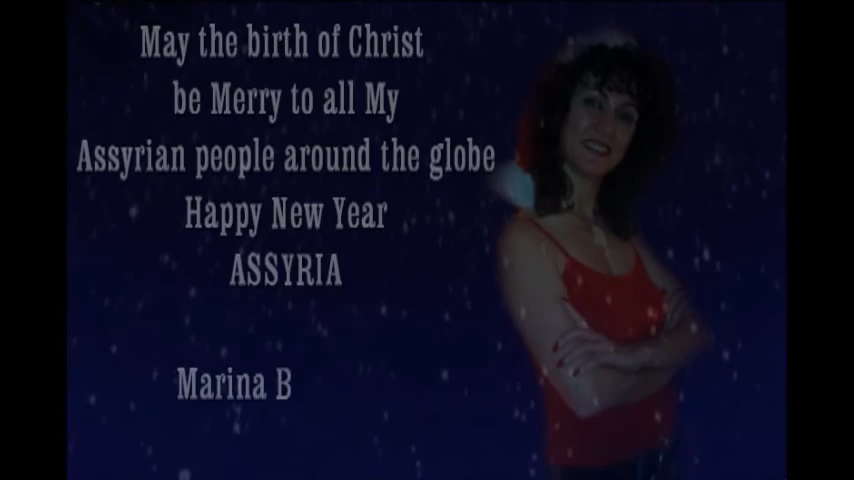 May the birth of Christ
be Merry to all My
Assyrian people around the globe
Happy New Year
ASSYRIA
Marina B